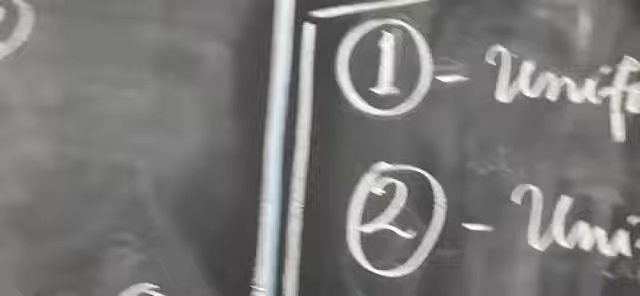 ① - Unif
② - Uni